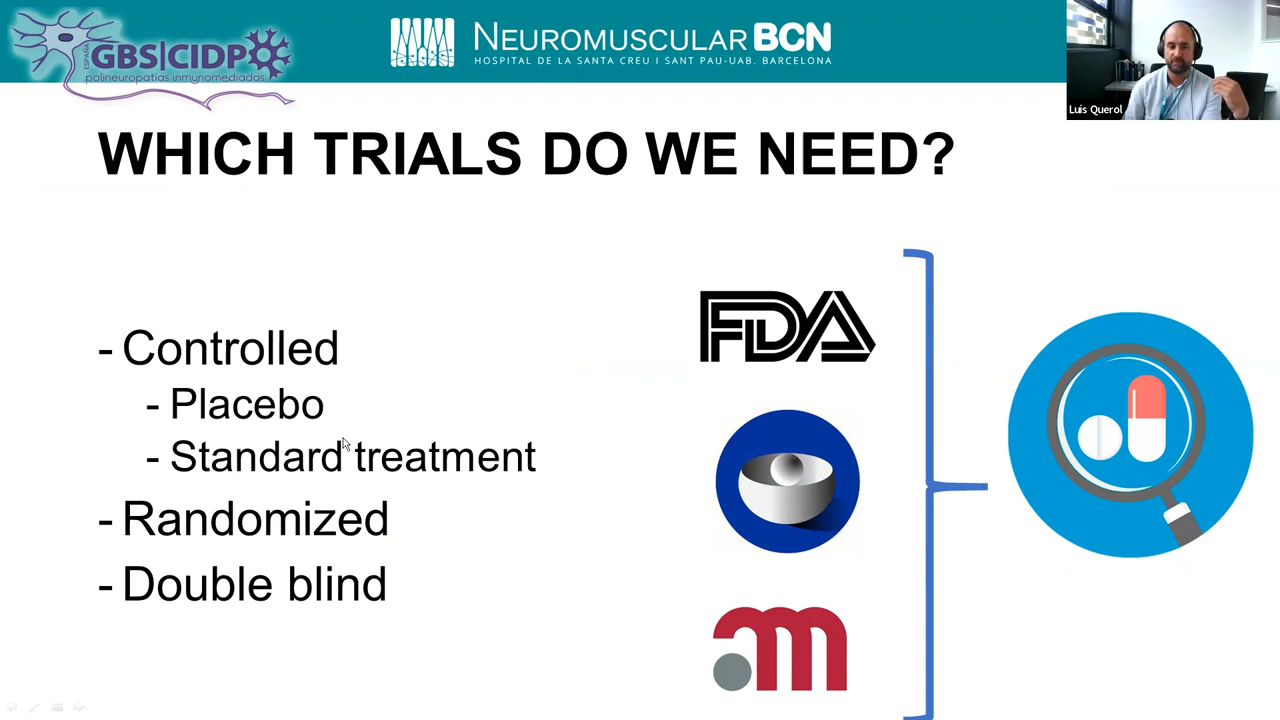 ESPAÑA
GBS|CIDP
polineuropatías inmunomediadas
NEUROMUSCULAR BCN
HOSPITAL DE LA SANTA CREU I SANT PAU-UAB. BARCELONA
Luis Querol
WHICH TRIALS DO WE NEED?
- Controlled
- Placebo
- Standard treatment
- Randomized
- Double blind
FDA
am